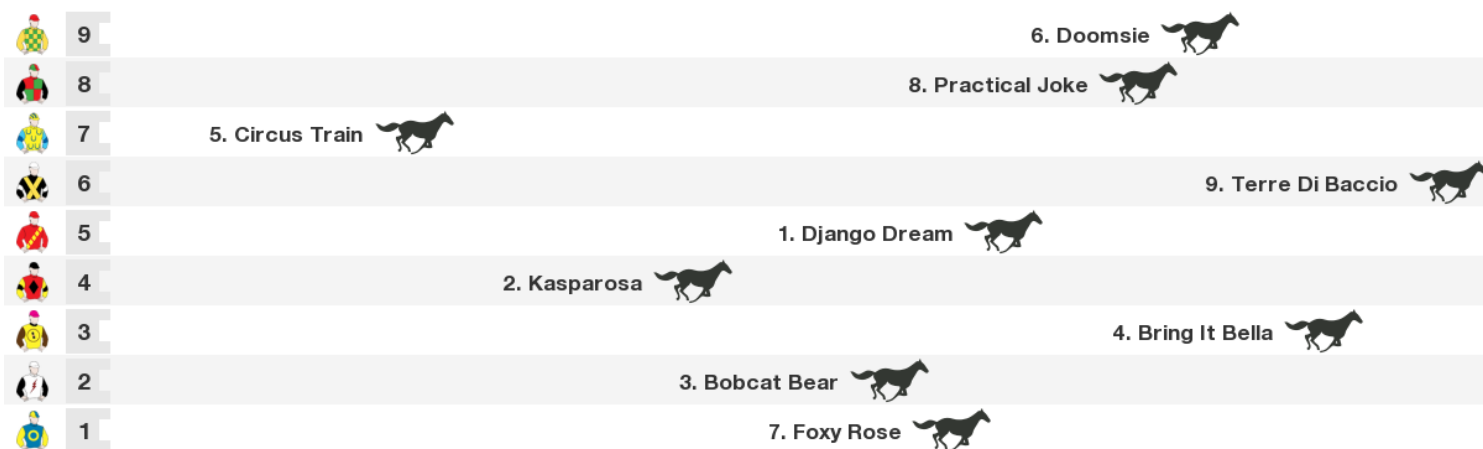 9 6. Doomsie
8 8. Practical Joke
7 5. Circus Train
6 9. Terre Di Baccio
5 1. Django Dream
4 2. Kasparosa
3 4. Bring It Bella
2 3. Bobcat Bear
1 7. Foxy Rose